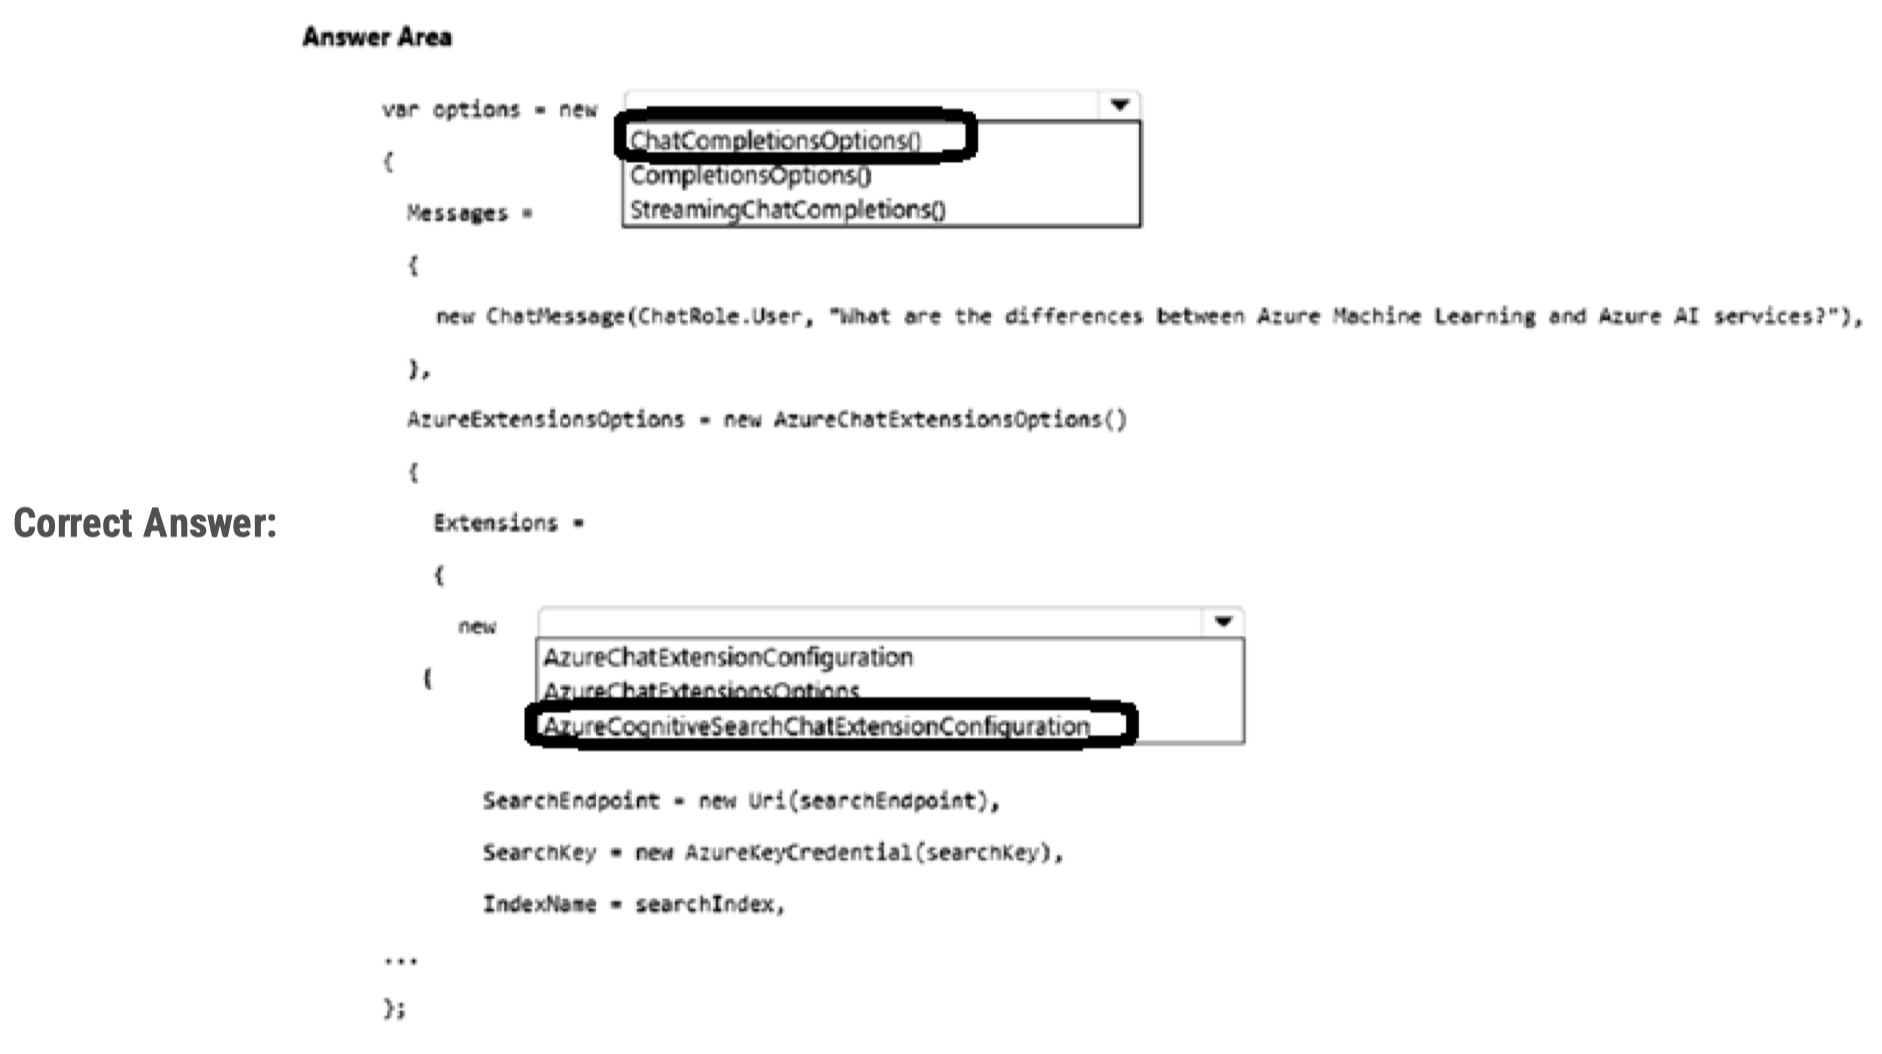 Answer Area
var options = new
ChatCompletionsOptions()
{
CompletionsOptions()
Messages =
StreamingChatCompletions()
{
new ChatMessage(ChatRole.User, "What are the differences between Azure Machine Learning and Azure AI services?"),
},
AzureExtensionsOptions = new AzureChatExtensionsOptions()
{
Correct Answer:
Extensions =
{
new
AzureChatExtensionConfiguration
{
AzureChatExtensionsOptions
AzureCognitiveSearchChatExtensionConfiguration
SearchEndpoint = new Uri(searchEndpoint),
SearchKey = new AzureKeyCredential(searchKey),
IndexName = searchIndex,
...
};